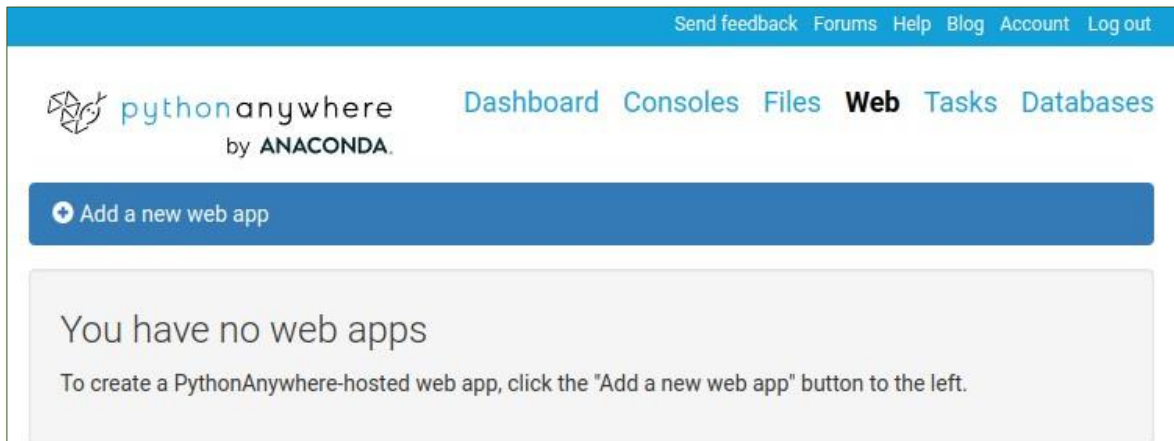 Send feedback Forums Help Blog Account Log out
pythonanywhere
by ANACONDA.
Dashboard Consoles Files Web Tasks Databases
Add a new web app
You have no web apps
To create a PythonAnywhere-hosted web app, click the "Add a new web app" button to the left.